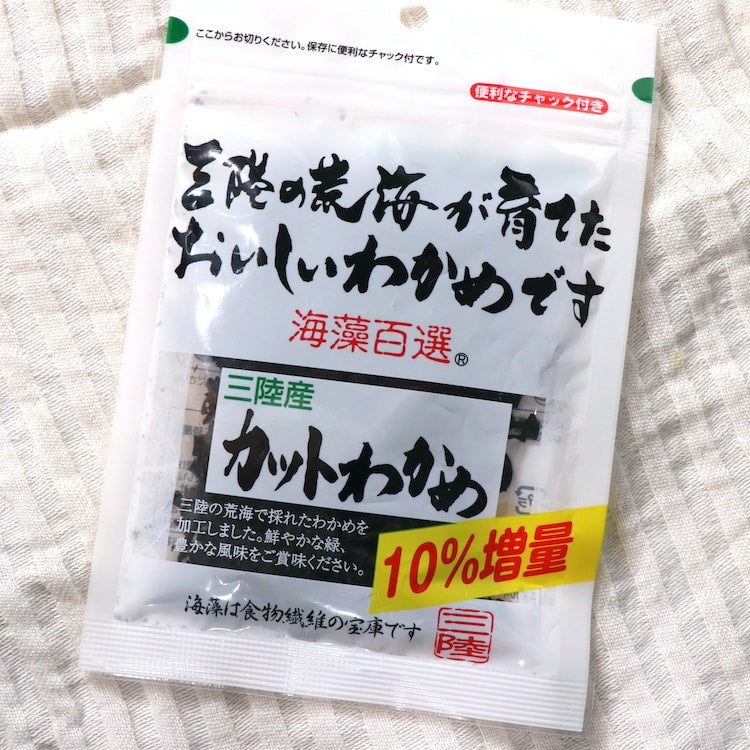 ここからお切りください。保存に便利なチャック付です。
便利なチャック付き
三陸の荒海が育てた
おいしいわかめです
海藻百選®
三陸産
カットわかめ
三陸の荒海で採れたわかめを
加工しました。鮮やかな緑、
豊かな風味をご賞味ください。
10%増量
海藻は食物繊維の宝庫です
三陸